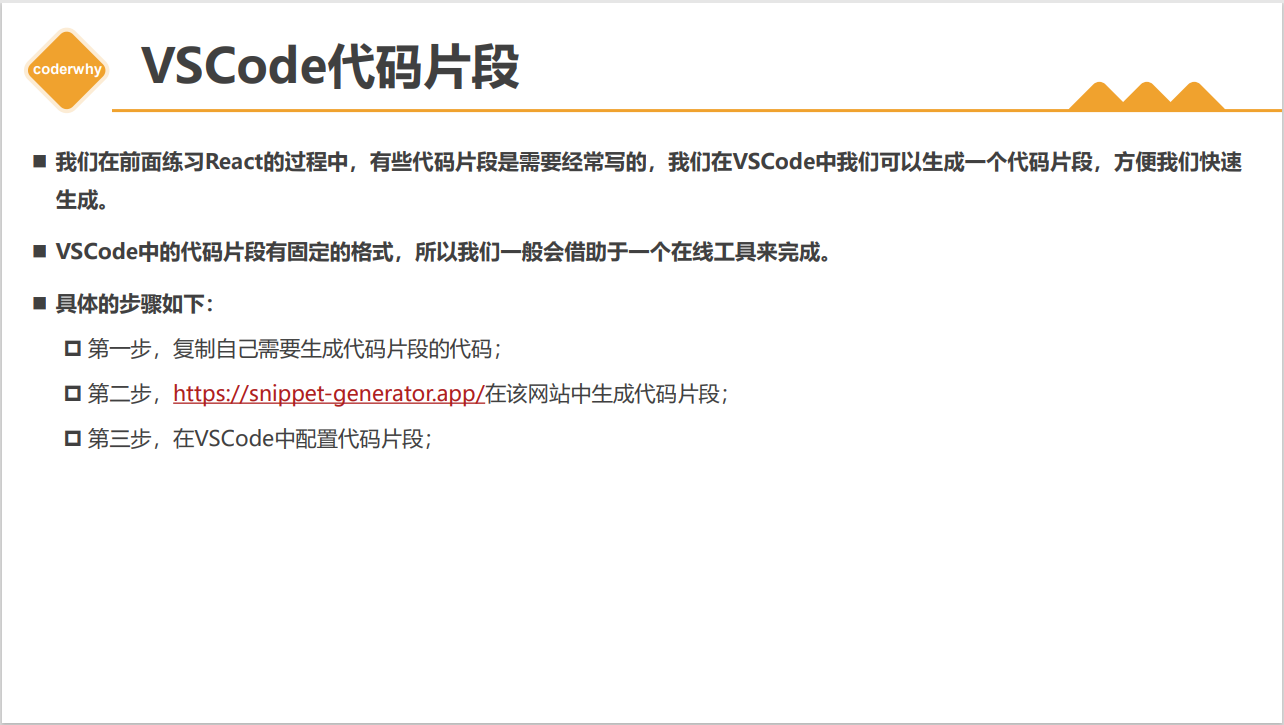 coderwhy
VSCode代码片段
我们在前面练习React的过程中，有些代码片段是需要经常写的，我们在VSCode中我们可以生成一个代码片段，方便我们快速
生成。
VSCode中的代码片段有固定的格式，所以我们一般会借助于一个在线工具来完成。
具体的步骤如下：
第一步，复制自己需要生成代码片段的代码；
第二步，https://snippet-generator.app/在该网站中生成代码片段；
第三步，在VSCode中配置代码片段；